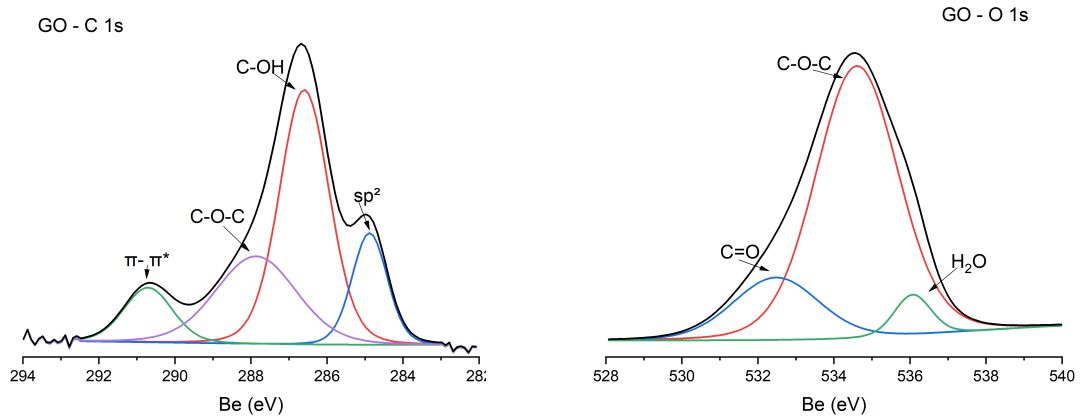 GO - C 1s
C-OH
sp²
C-O-C
π- π*
294 292 290 288 286 284 282
Be (eV)
GO - O 1s
C-O-C
C=O
H₂O
528 530 532 534 536 538 540
Be (eV)